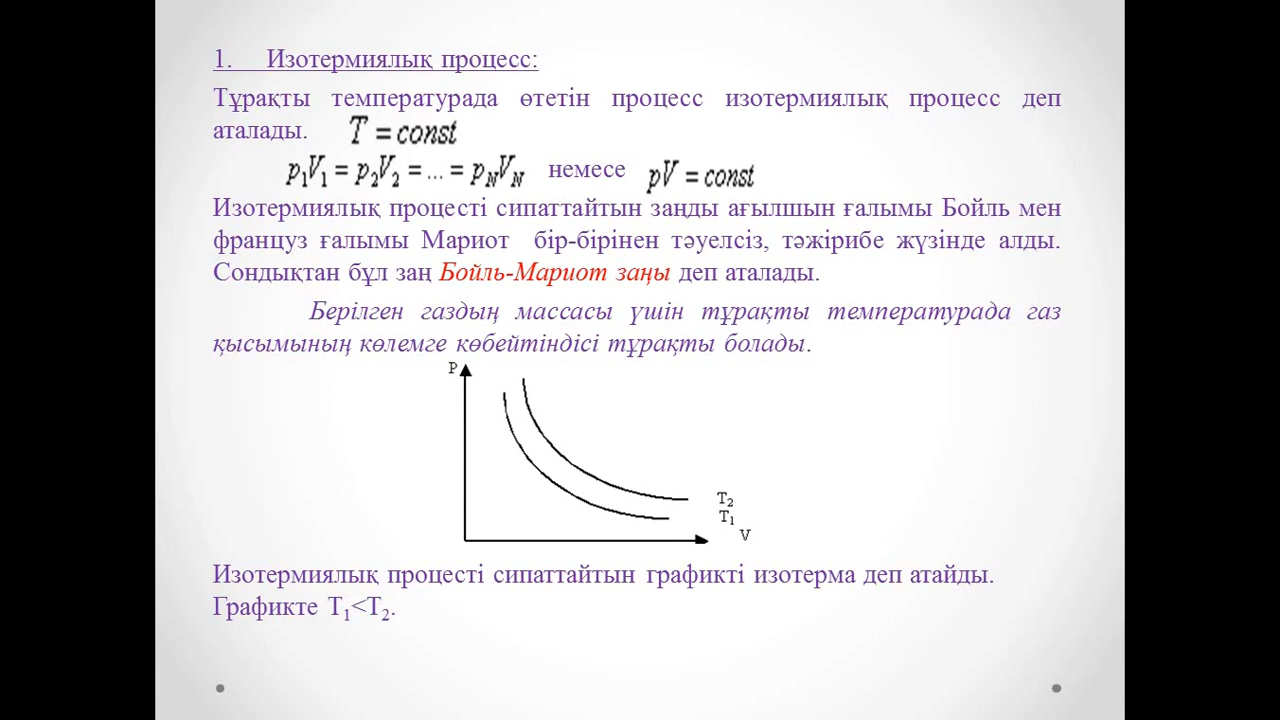 1. Изотермиялық процесс:
Тұрақты температурада өтетін процесс изотермиялық процесс деп
аталады. T = const
p₁V₁ = p₂V₂ = ... = p_N V_N немесе pV = const
Изотермиялық процесті сипаттайтын заңды ағылшын ғалымы Бойль мен
француз ғалымы Мариот бір-бірінен тәуелсіз, тәжірибе жүзінде алды.
Сондықтан бұл заң Бойль-Мариот заңы деп аталады.
Берілген газдың массасы үшін тұрақты температурада газ
қысымының көлемге көбейтіндісі тұрақты болады.
P
T₂
T₁
V
Изотермиялық процесті сипаттайтын графикті изотерма деп атайды.
Графикте T₁<T₂.